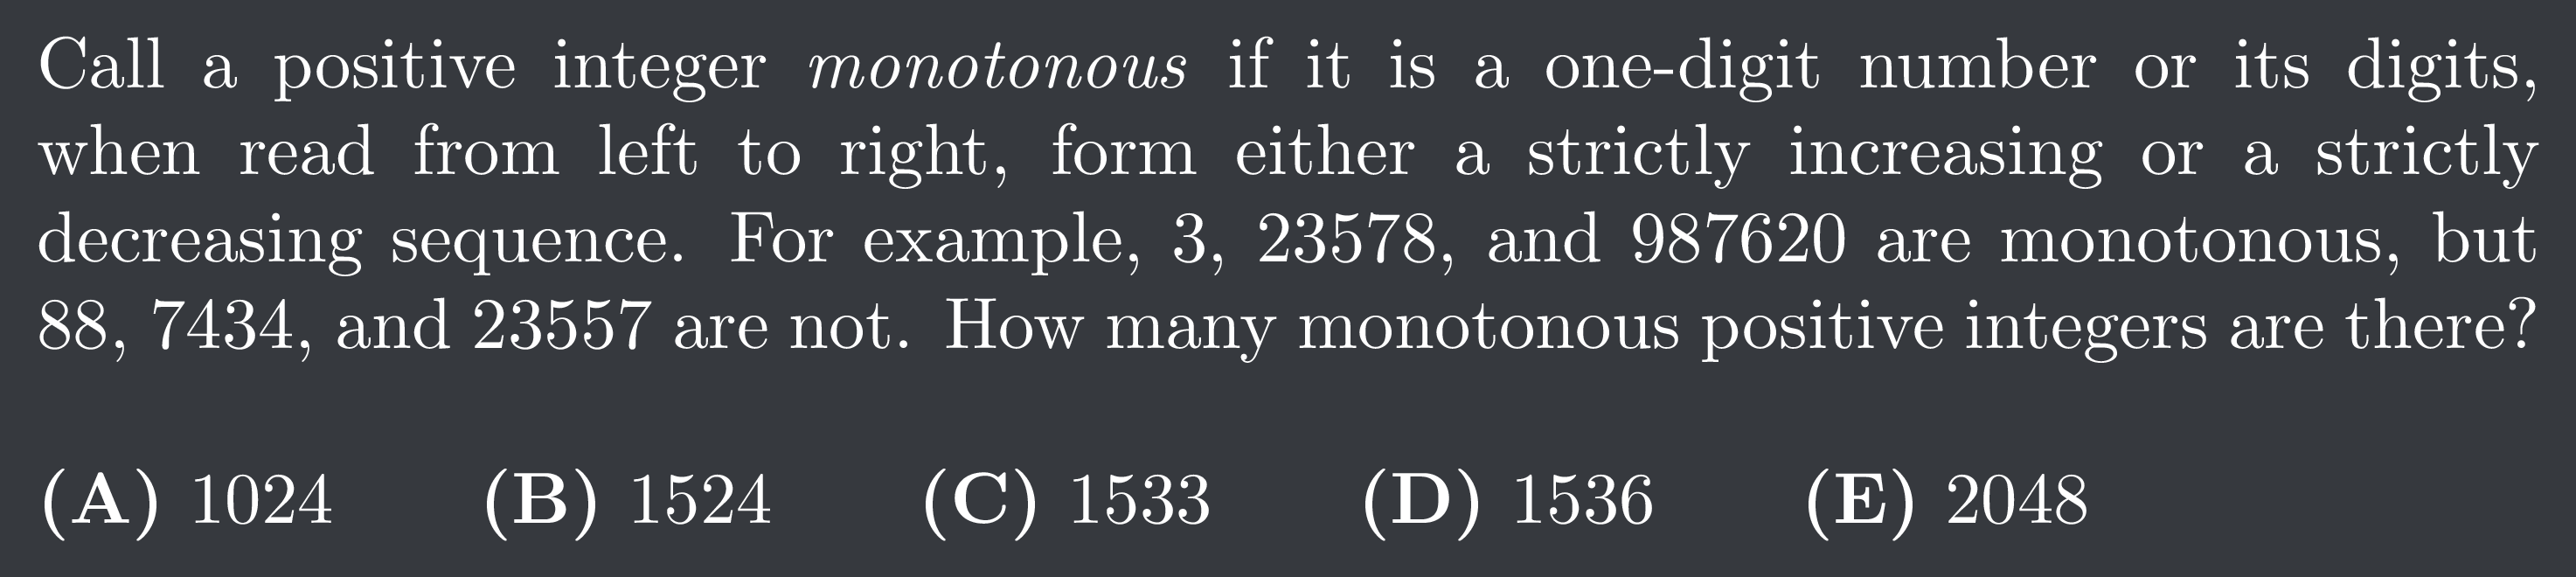 Call a positive integer monotonous if it is a one-digit number or its digits,
when read from left to right, form either a strictly increasing or a strictly
decreasing sequence. For example, 3, 23578, and 987620 are monotonous, but
88, 7434, and 23557 are not. How many monotonous positive integers are there?
(A) 1024 (B) 1524 (C) 1533 (D) 1536 (E) 2048